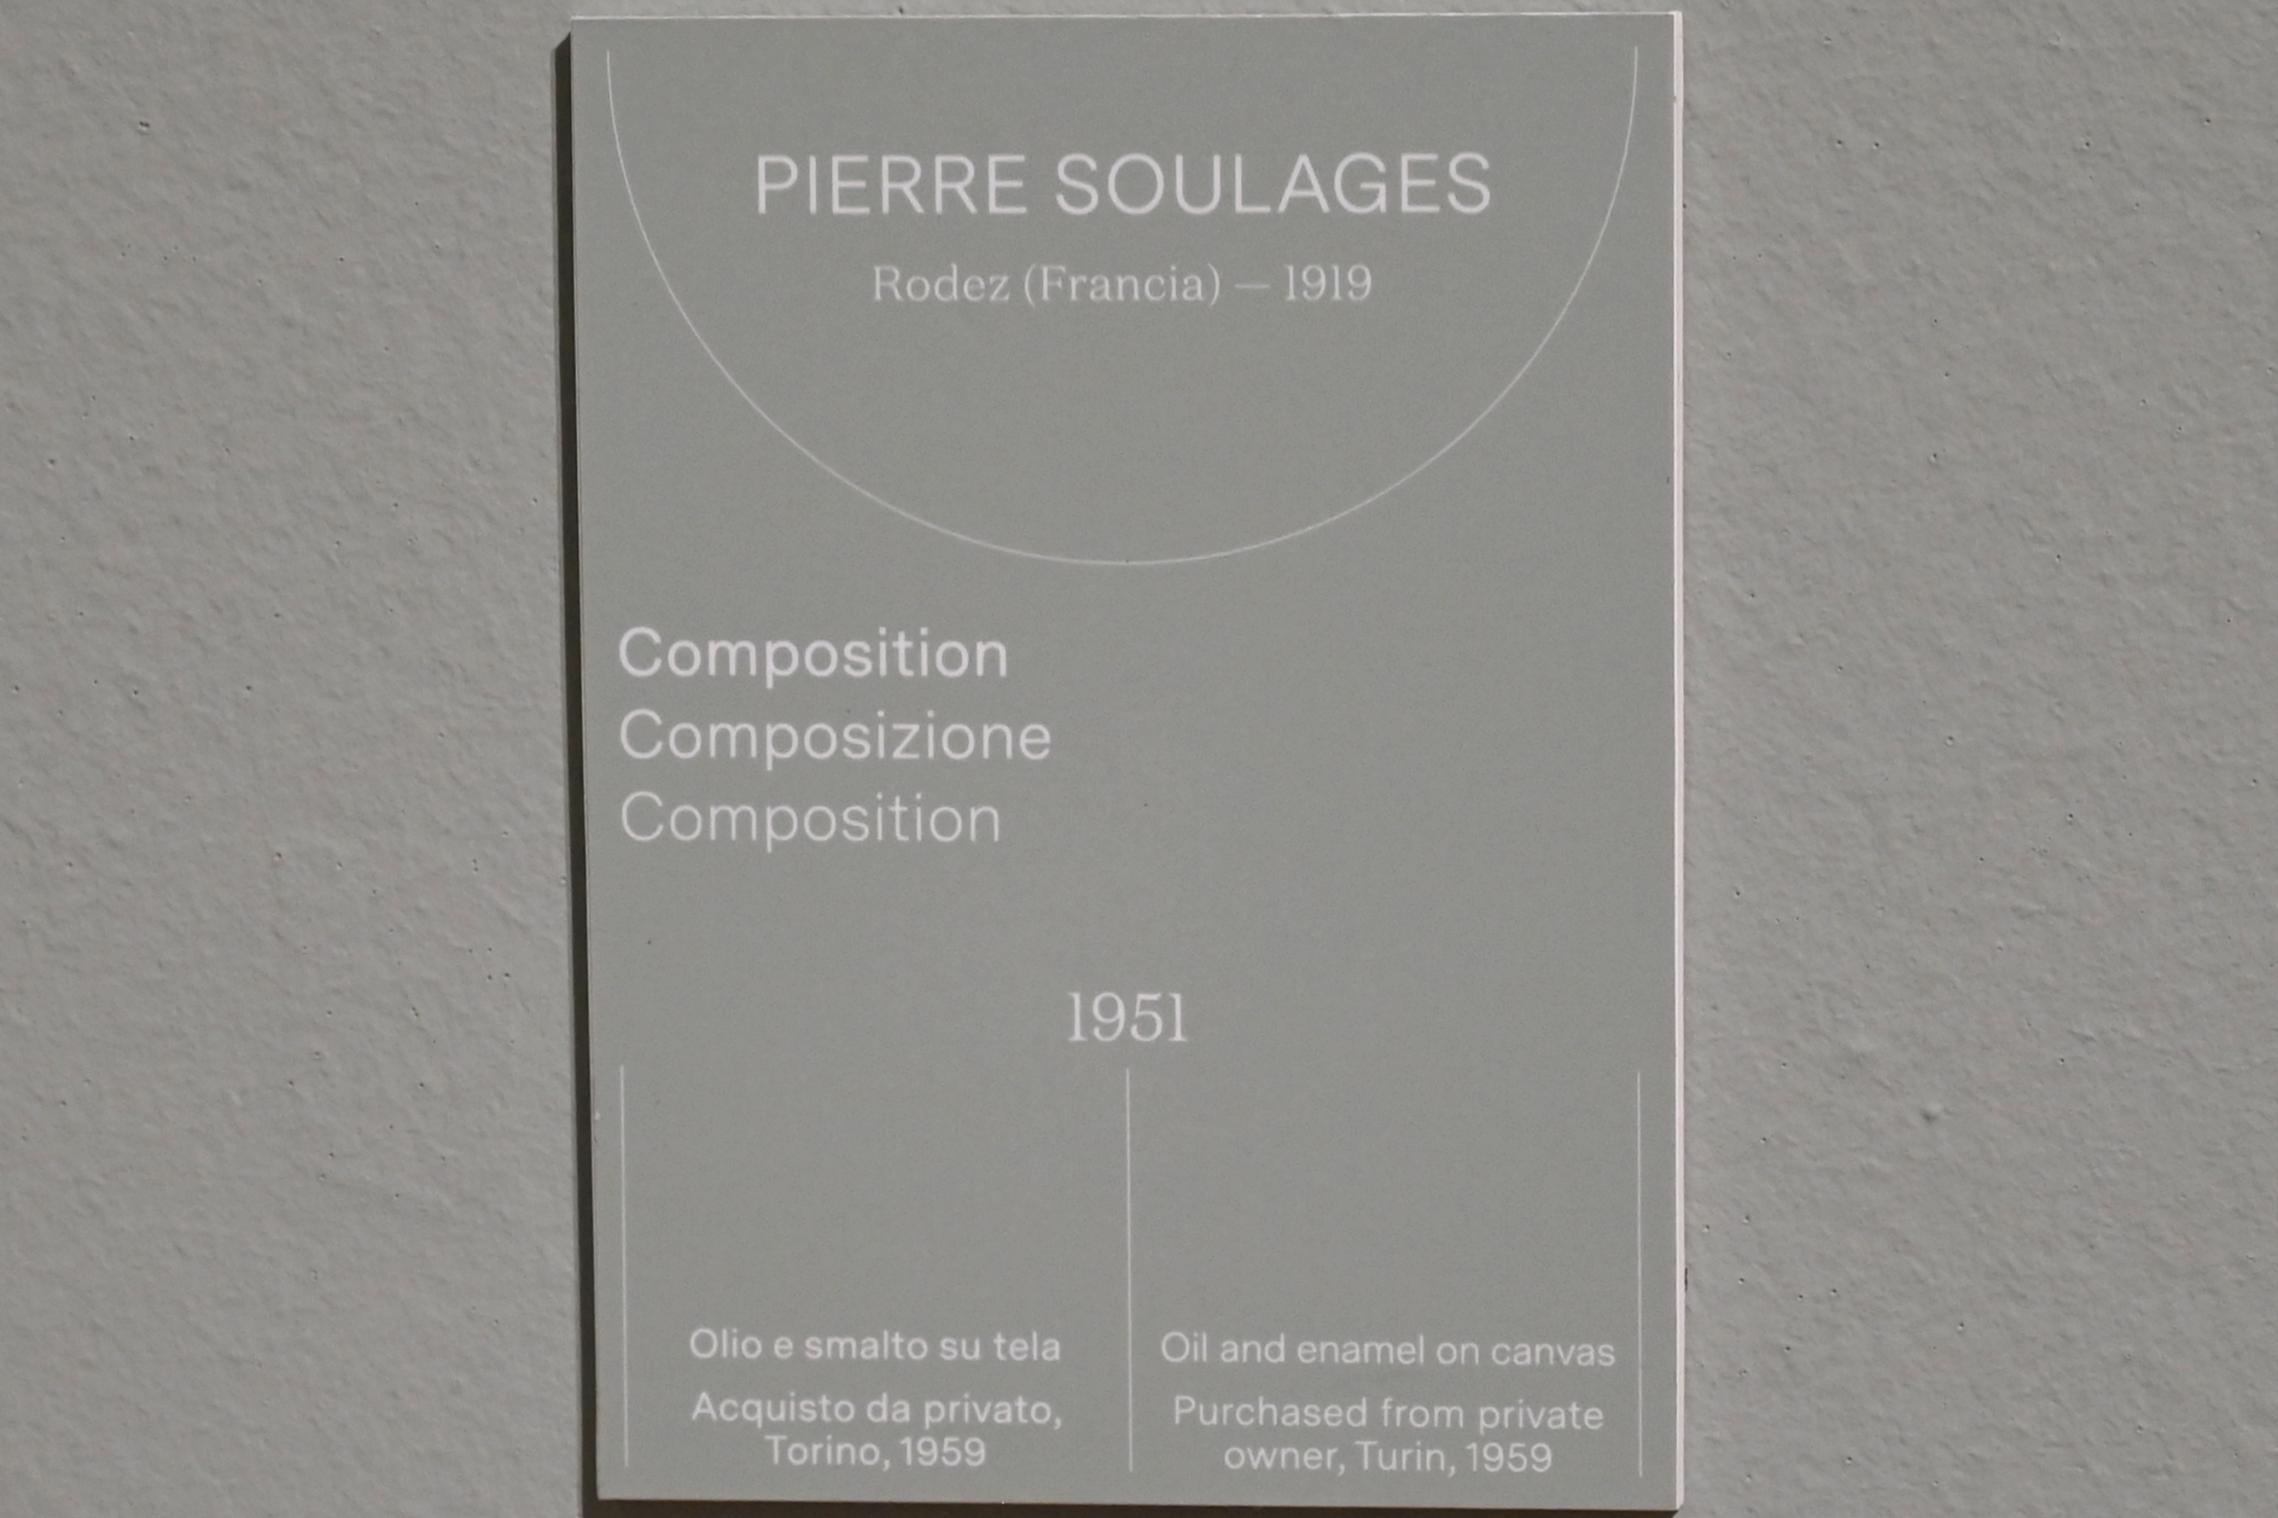 PIERRE SOULAGES
Rodez (Francia) — 1919
Composition
Composizione
Composition
1951
Olio e smalto su tela
Acquisto da privato,
Torino, 1959
Oil and enamel on canvas
Purchased from private
owner, Turin, 1959